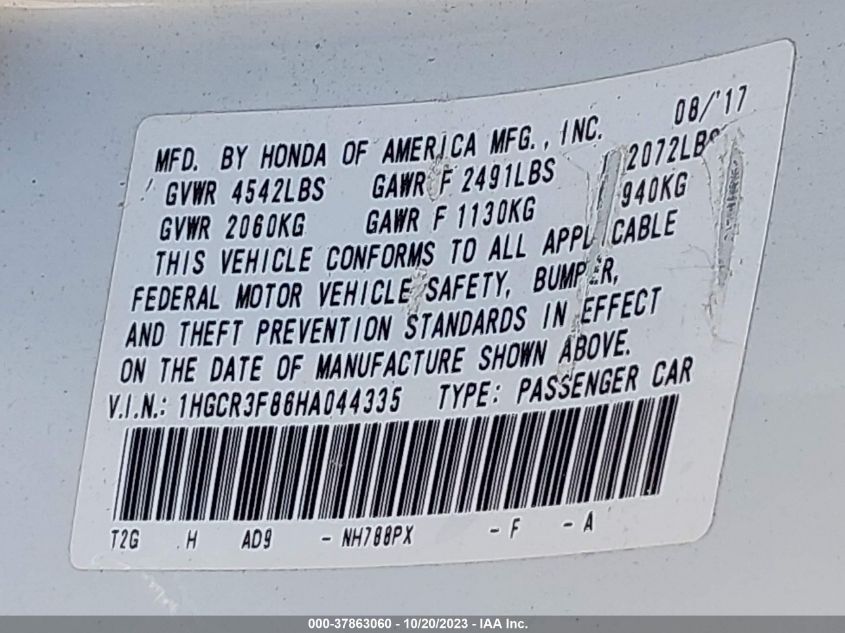 08/'17
MFD. BY HONDA OF AMERICA MFG., INC.
GVWR 4542LBS GAWR F 2491LBS 2072LBS
GVWR 2060KG GAWR F 1130KG 940KG
THIS VEHICLE CONFORMS TO ALL APPLICABLE
FEDERAL MOTOR VEHICLE SAFETY, BUMPER,
AND THEFT PREVENTION STANDARDS IN EFFECT
ON THE DATE OF MANUFACTURE SHOWN ABOVE.
V.I.N.: 1HGCR3F86HA044335 TYPE: PASSENGER CAR
T2G H AD9 - NH788PX - F - A
000-37863060 - 10/20/2023 - IAA Inc.